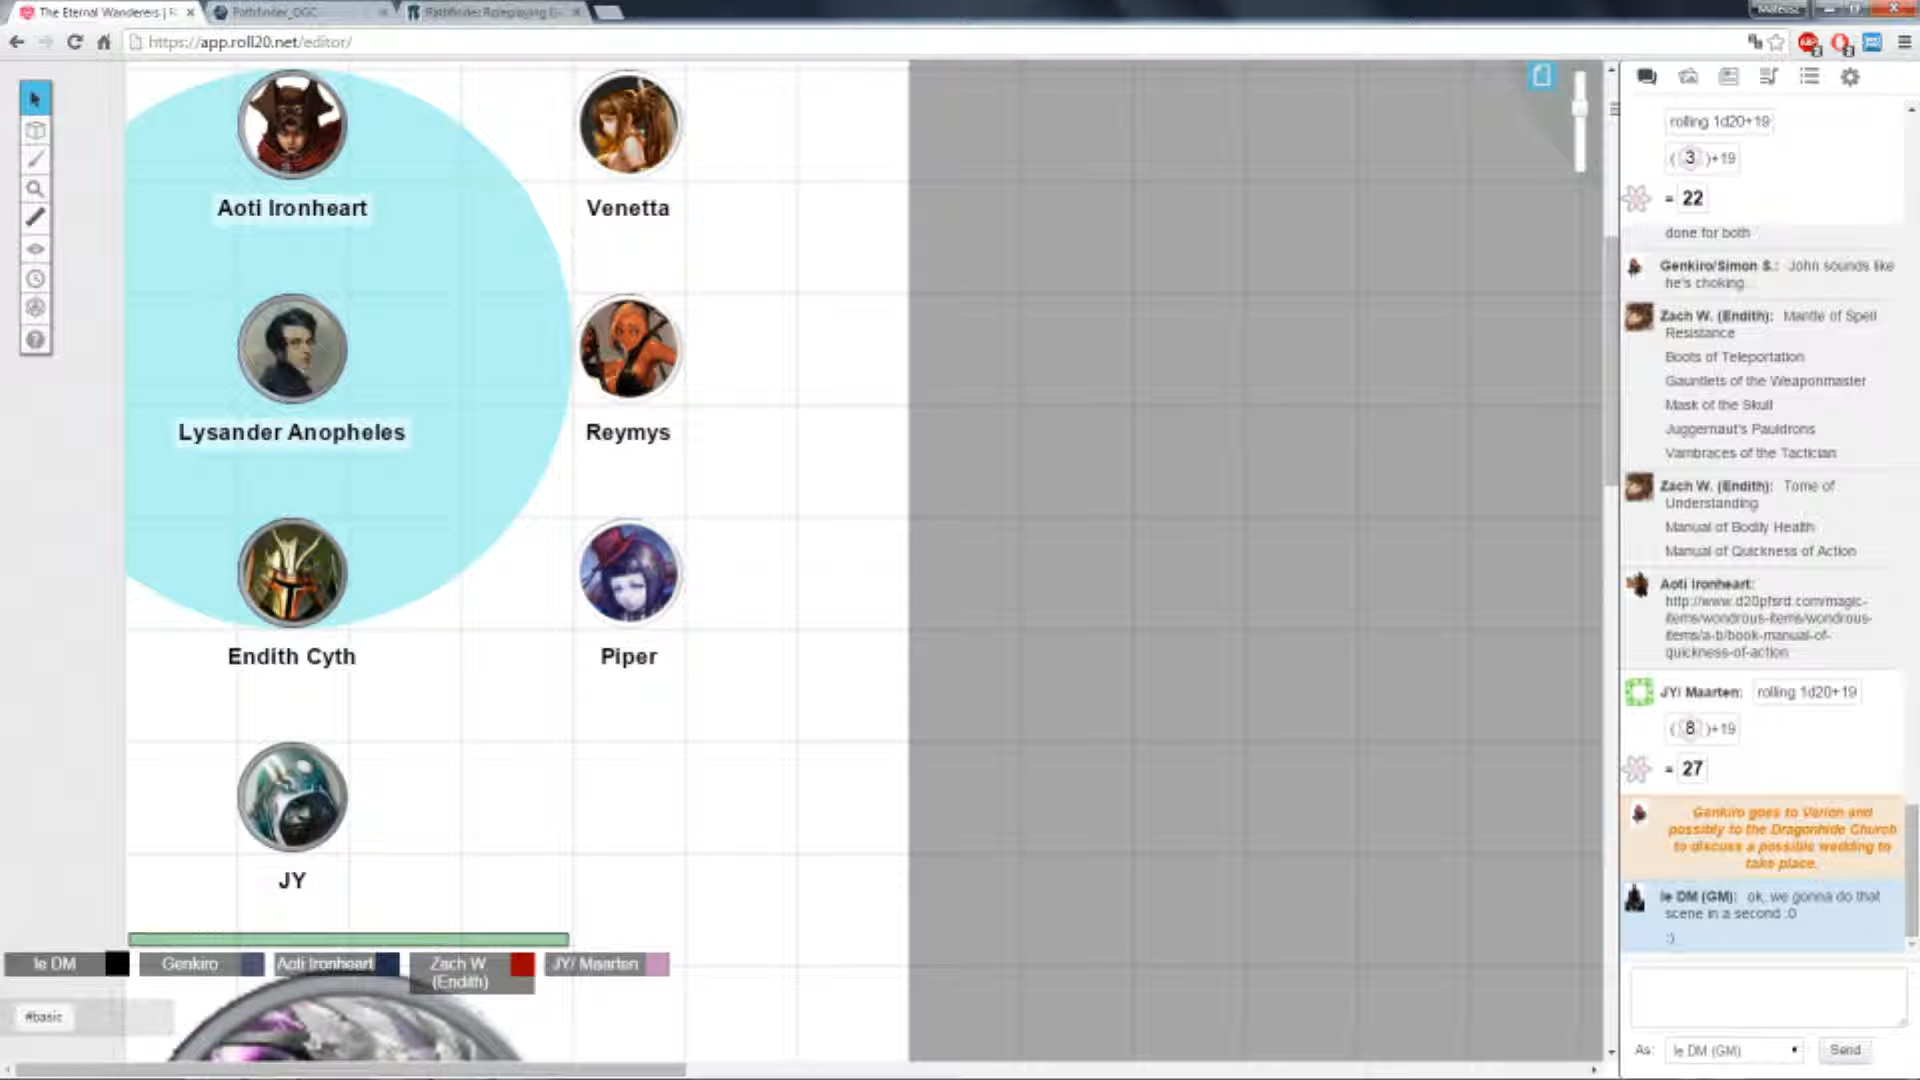 The Eternal Wanderers | R
Pathfinder_OGC
Pathfinder Roleplaying G
Mateusz
https://app.roll20.net/editor/
Aoti Ironheart
Venetta
Lysander Anopheles
Reymys
Endith Cyth
Piper
JY
le DM
Genkiro
Aoti Ironheart
Zach W.
(Endith)
JY/ Maarten
#basic
rolling 1d20+19
(3)+19
= 22
done for both
Genkiro/Simon S.: John sounds like
he's choking...
Zach W. (Endith): Mantle of Spell
Resistance
Boots of Teleportation
Gauntlets of the Weaponmaster
Mask of the Skull
Juggernaut's Pauldrons
Vambraces of the Tactician
Zach W. (Endith): Tome of
Understanding
Manual of Bodily Health
Manual of Quickness of Action
Aoti Ironheart:
http://www.d20pfsrd.com/magic-
items/wondrous-items/wondrous-
items/a-b/book-manual-of-
quickness-of-action
JY/ Maarten: rolling 1d20+19
(8)+19
= 27
Genkiro goes to Varion and
possibly to the Dragonhide Church
to discuss a possible wedding to
take place.
le DM (GM): ok, we gonna do that
scene in a second :O
:)
As: le DM (GM) Send